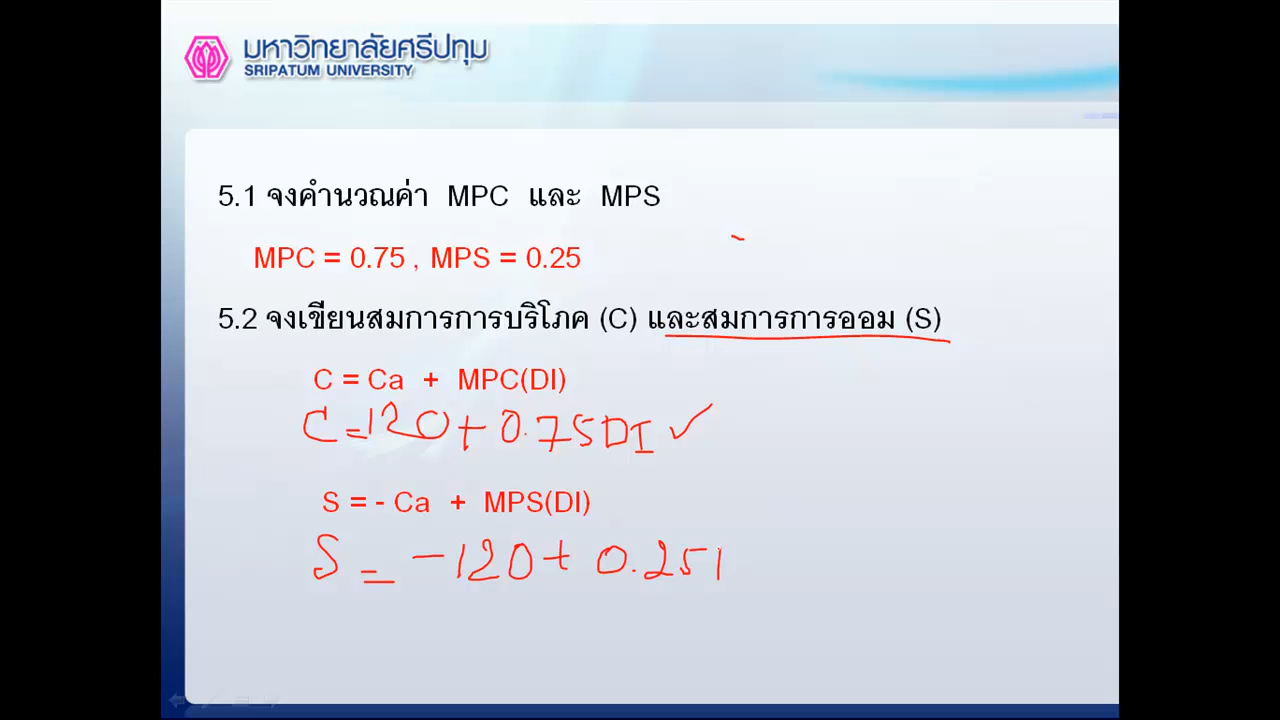 มหาวิทยาลัยศรีปทุม
SRIPATUM UNIVERSITY
5.1 จงคำนวณค่า MPC และ MPS
MPC = 0.75 , MPS = 0.25
5.2 จงเขียนสมการการบริโภค (C) และสมการการออม (S)
C = Ca + MPC(DI)
C = 120 + 0.75DI ✓
S = - Ca + MPS(DI)
S = -120 + 0.25